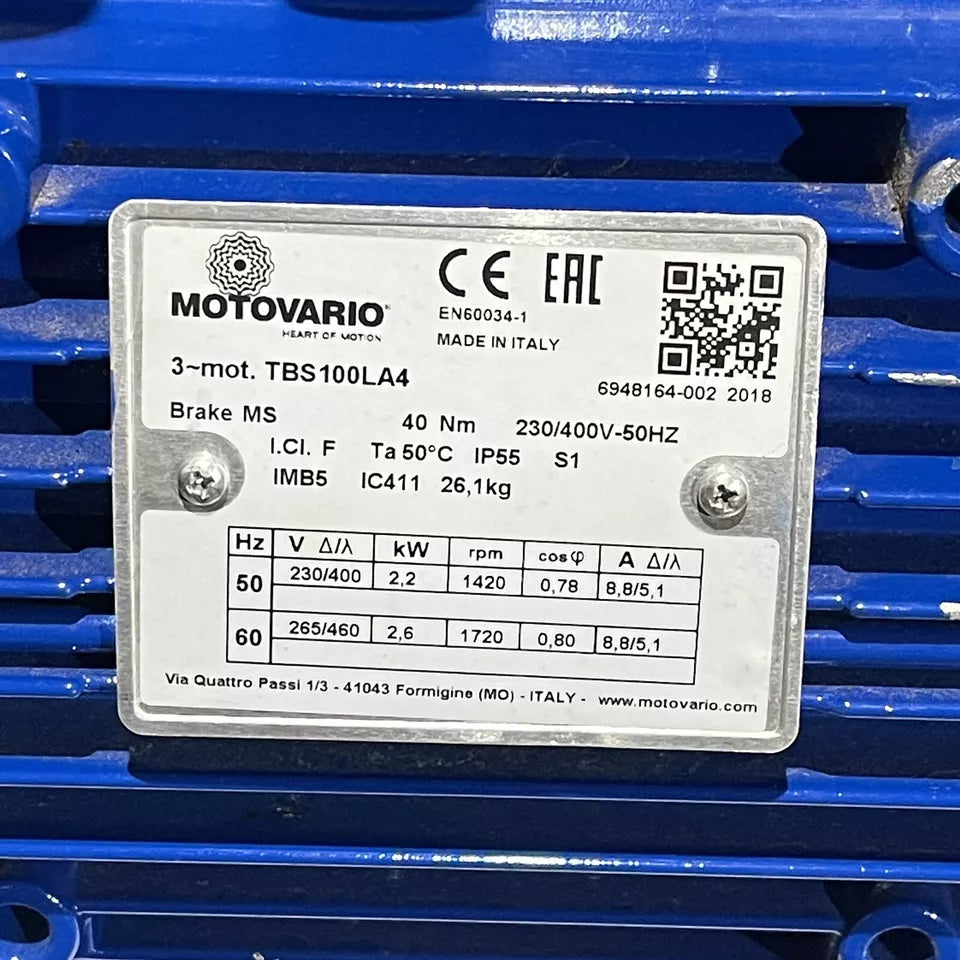 MOTOVARIO®
HEART OF MOTION
CE EAC
EN60034-1
MADE IN ITALY
6948164-002 2018
3~mot. TBS100LA4
Brake MS 40 Nm 230/400V-50HZ
I.Cl. F Ta 50°C IP55 S1
IMB5 IC411 26,1kg
Hz V Δ/⅄ kW rpm cosφ A Δ/⅄
50 230/400 2,2 1420 0,78 8,8/5,1
60 265/460 2,6 1720 0,80 8,8/5,1
Via Quattro Passi 1/3 - 41043 Formigine (MO) - ITALY - www.motovario.com